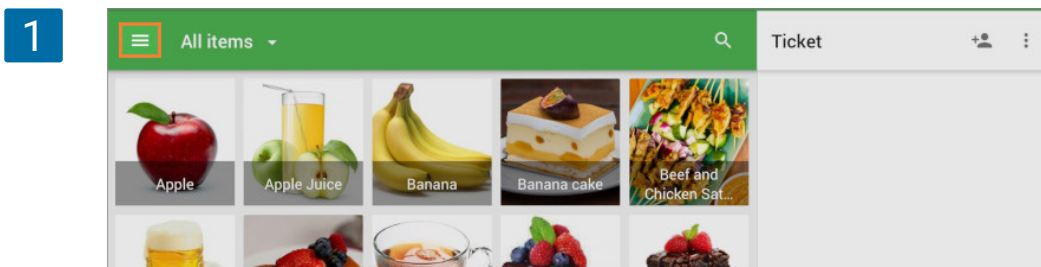 1
All items
Ticket
Apple
Apple Juice
Banana
Banana cake
Beef and
Chicken Sat...